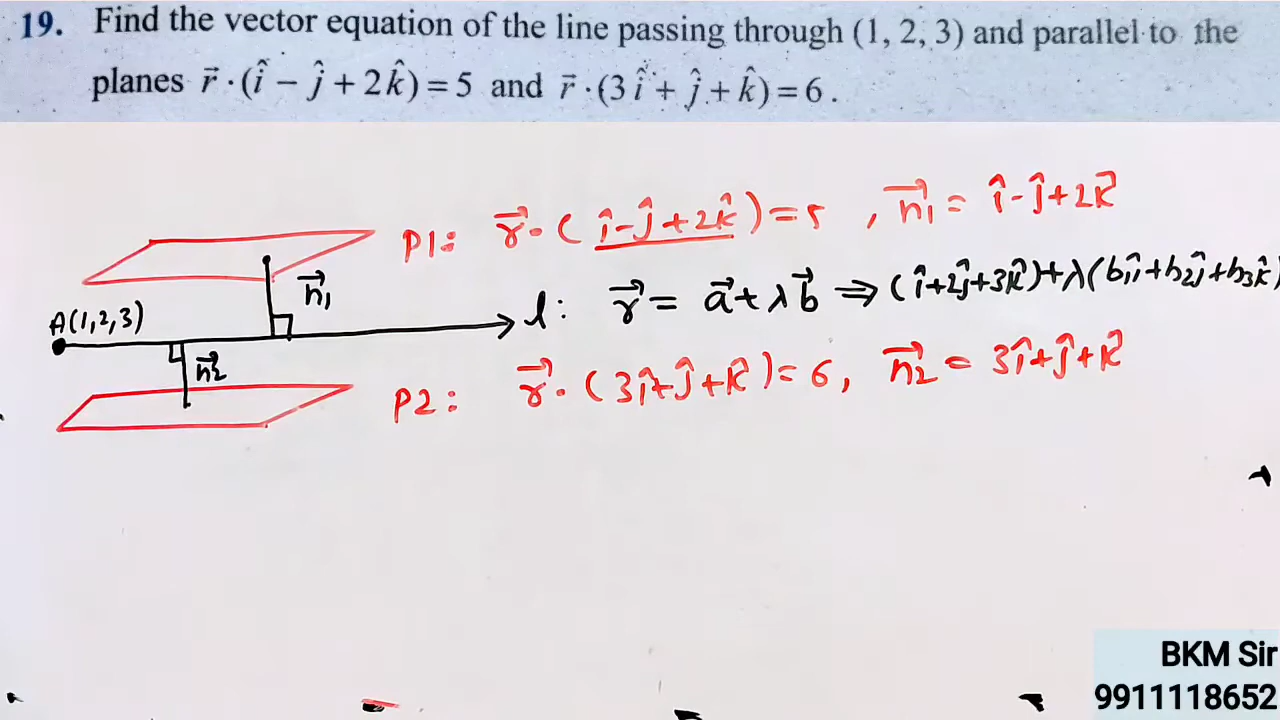 19. Find the vector equation of the line passing through (1, 2, 3) and parallel to the
planes r⃗ · (î − ĵ + 2k̂) = 5 and r⃗ · (3î + ĵ + k̂) = 6 .
P1: r⃗ · ( î-ĵ+2k̂ ) = 5 , n⃗1 = î-ĵ+2k⃗
n⃗1
l: r⃗ = a⃗ + λb⃗ ⇒ (î+2ĵ+3k̂)+λ(b1î+b2ĵ+b3k̂)
A(1,2,3)
n⃗2
P2: r⃗ · ( 3î+ĵ+k̂ ) = 6, n⃗2 = 3î+ĵ+k⃗
BKM Sir
9911118652